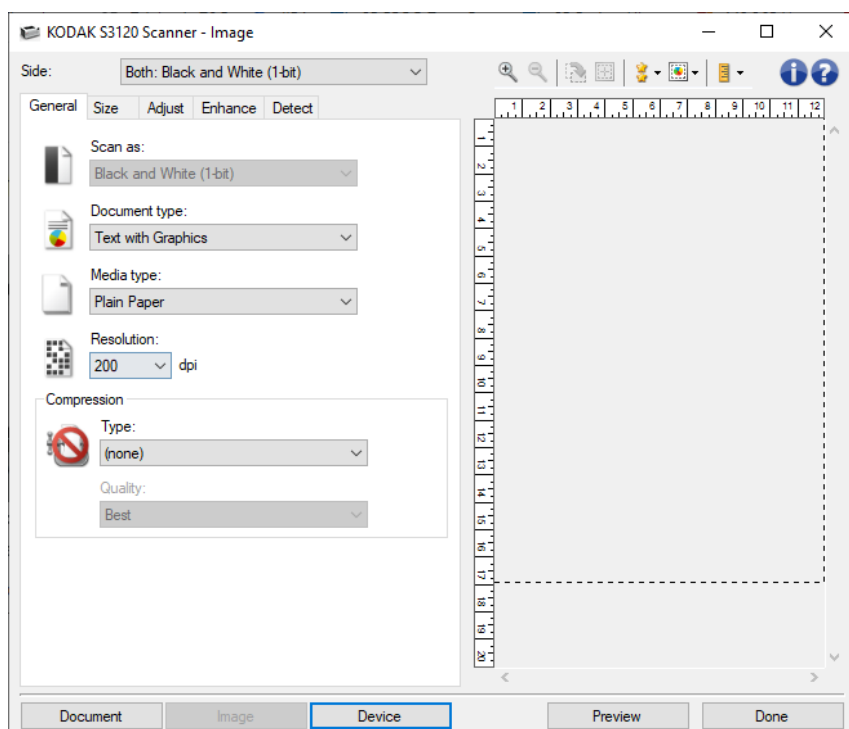 KODAK S3120 Scanner - Image
Side: Both: Black and White (1-bit)
General Size Adjust Enhance Detect
Scan as:
Black and White (1-bit)
Document type:
Text with Graphics
Media type:
Plain Paper
Resolution:
200 dpi
Compression
Type:
(none)
Quality:
Best
1 2 3 4 5 6 7 8 9 10 11 12
1
2
3
4
5
6
7
8
9
10
11
12
13
14
15
16
17
18
19
20
Document Image Device Preview Done